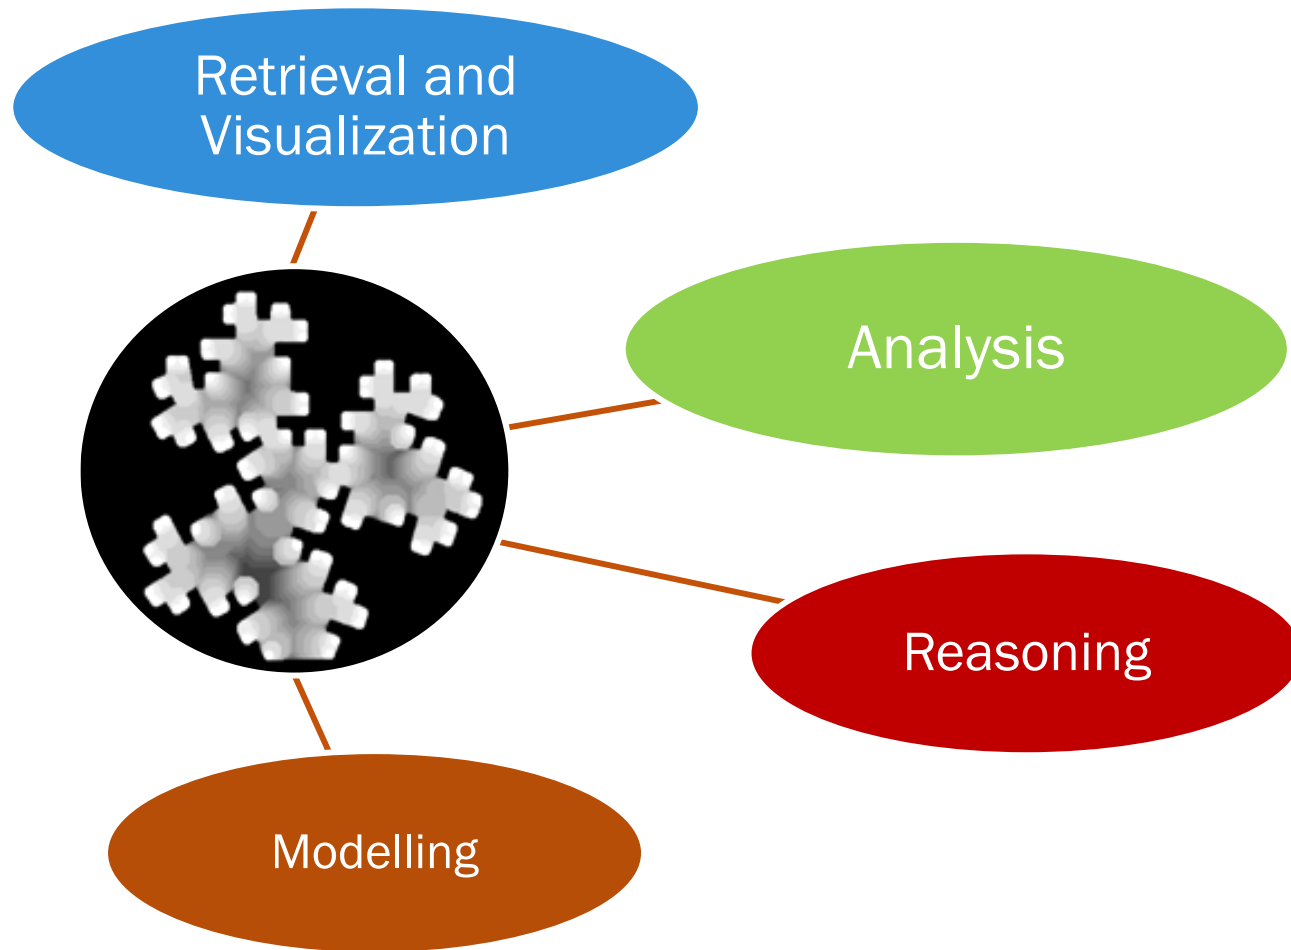 Retrieval and
Visualization
Analysis
Reasoning
Modelling